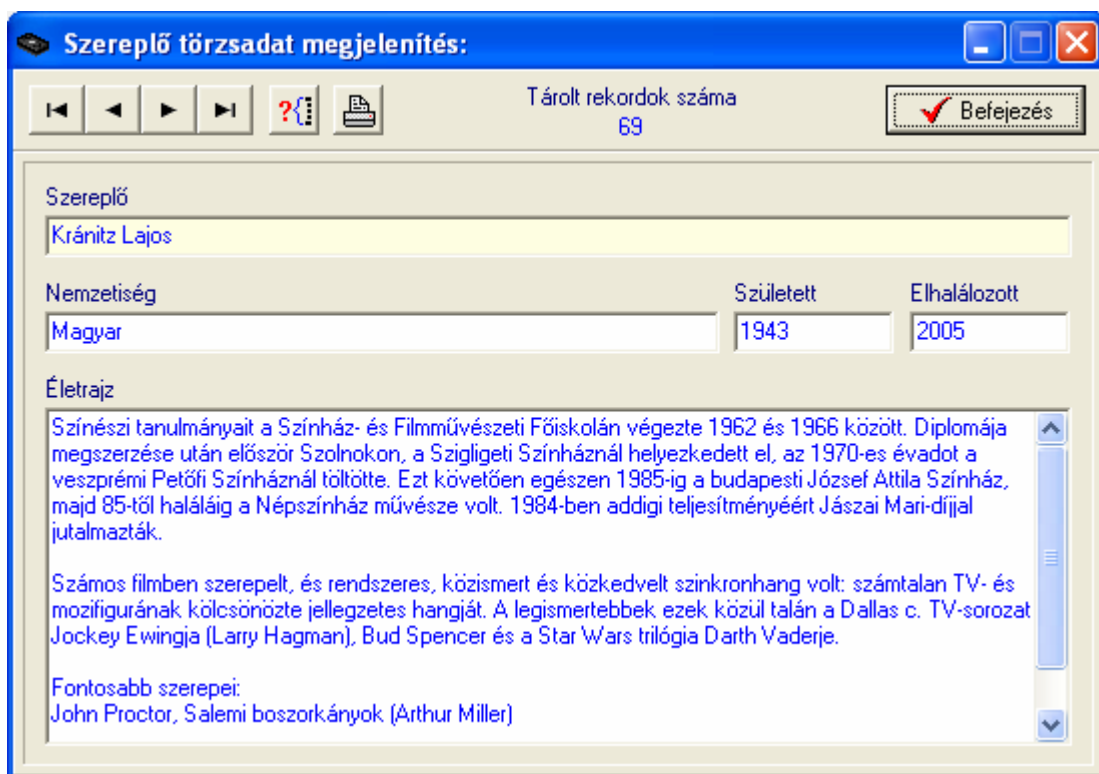 Szereplő törzsadat megjelenítés:
Tárolt rekordok száma
69
Befejezés
Szereplő
Kránitz Lajos
Nemzetiség
Született
Elhalálozott
Magyar
1943
2005
Életrajz
Színészi tanulmányait a Színház- és Filmművészeti Főiskolán végezte 1962 és 1966 között. Diplomája
megszerzése után először Szolnokon, a Szigligeti Színháznál helyezkedett el, az 1970-es évadot a
veszprémi Petőfi Színháznál töltötte. Ezt követően egészen 1985-ig a budapesti József Attila Színház,
majd 85-től haláláig a Népszínház művésze volt. 1984-ben addigi teljesítményéért Jászai Mari-díjjal
jutalmazták.
Számos filmben szerepelt, és rendszeres, közismert és közkedvelt szinkronhang volt: számtalan TV- és
mozifigurának kölcsönözte jellegzetes hangját. A legismertebbek ezek közül talán a Dallas c. TV-sorozat
Jockey Ewingja (Larry Hagman), Bud Spencer és a Star Wars trilógia Darth Vaderje.
Fontosabb szerepei:
John Proctor, Salemi boszorkányok (Arthur Miller)